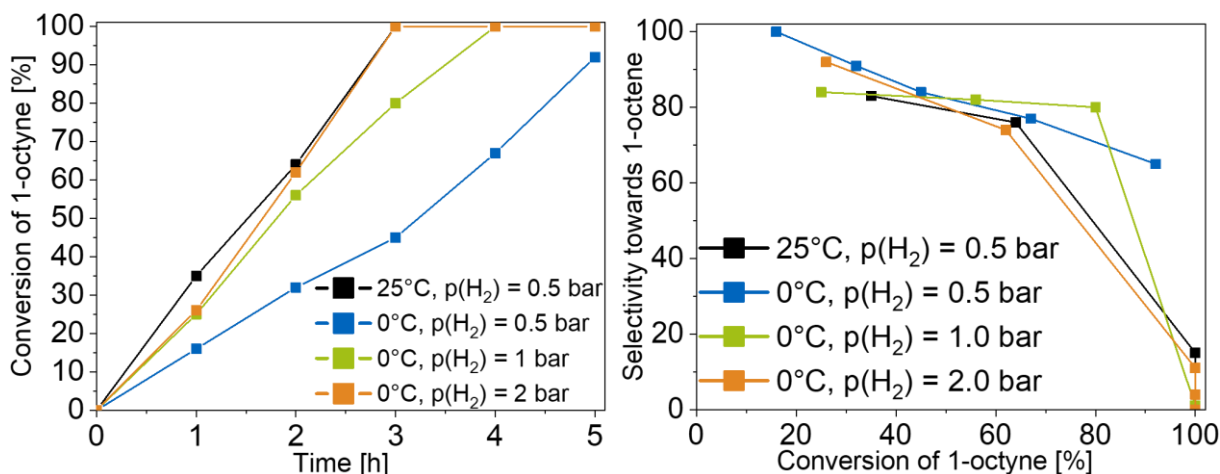 Conversion of 1-octyne [%]
100
90
80
70
60
50
40
30
20
10
0
0 1 2 3 4 5
Time [h]
25°C, p(H₂) = 0.5 bar
0°C, p(H₂) = 0.5 bar
0°C, p(H₂) = 1 bar
0°C, p(H₂) = 2 bar
Selectivity towards 1-octene
100
80
60
40
20
0
20 40 60 80 100
Conversion of 1-octyne [%]
25°C, p(H₂) = 0.5 bar
0°C, p(H₂) = 0.5 bar
0°C, p(H₂) = 1.0 bar
0°C, p(H₂) = 2.0 bar